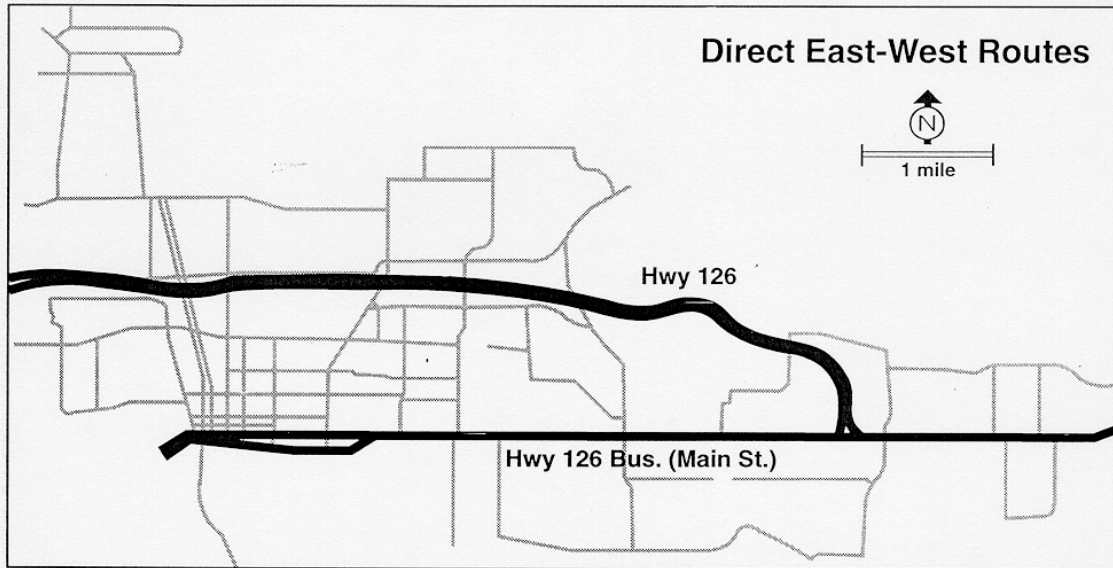 Direct East-West Routes
N
1 mile
Hwy 126
Hwy 126 Bus. (Main St.)